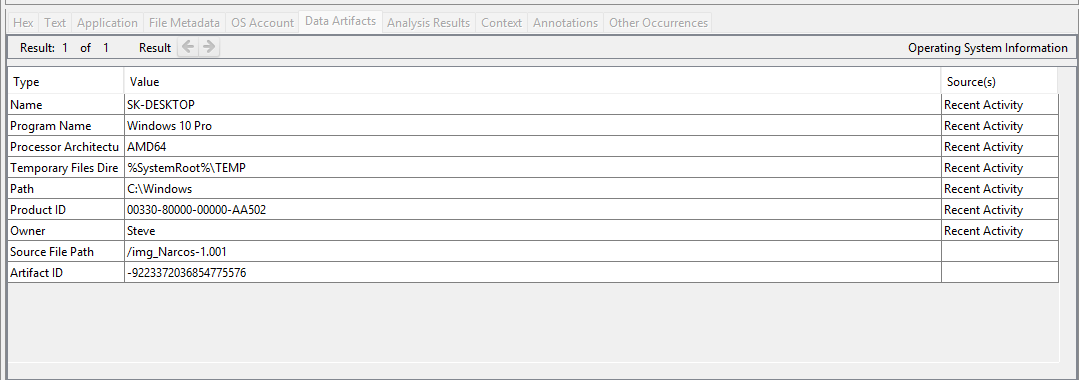 Hex Text Application File Metadata OS Account Data Artifacts Analysis Results Context Annotations Other Occurrences
Result: 1 of 1 Result Operating System Information
Type Value Source(s)
Name SK-DESKTOP Recent Activity
Program Name Windows 10 Pro Recent Activity
Processor Architectu AMD64 Recent Activity
Temporary Files Dire %SystemRoot%\TEMP Recent Activity
Path C:\Windows Recent Activity
Product ID 00330-80000-00000-AA502 Recent Activity
Owner Steve Recent Activity
Source File Path /img_Narcos-1.001
Artifact ID -9223372036854775576